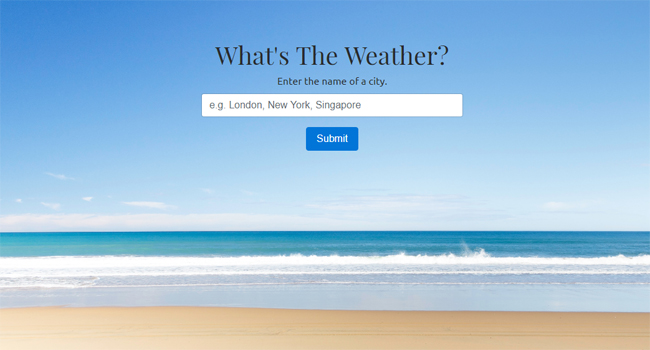 What's The Weather?
Enter the name of a city.
e.g. London, New York, Singapore
Submit